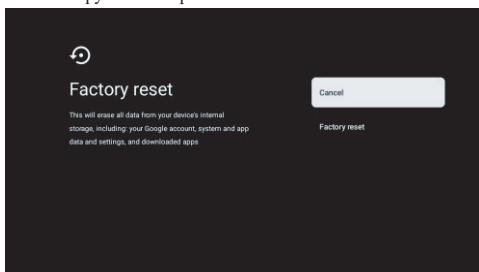 Factory reset
This will erase all data from your device's internal
storage, including: your Google account, system and app
data and settings, and downloaded apps
Cancel
Factory reset